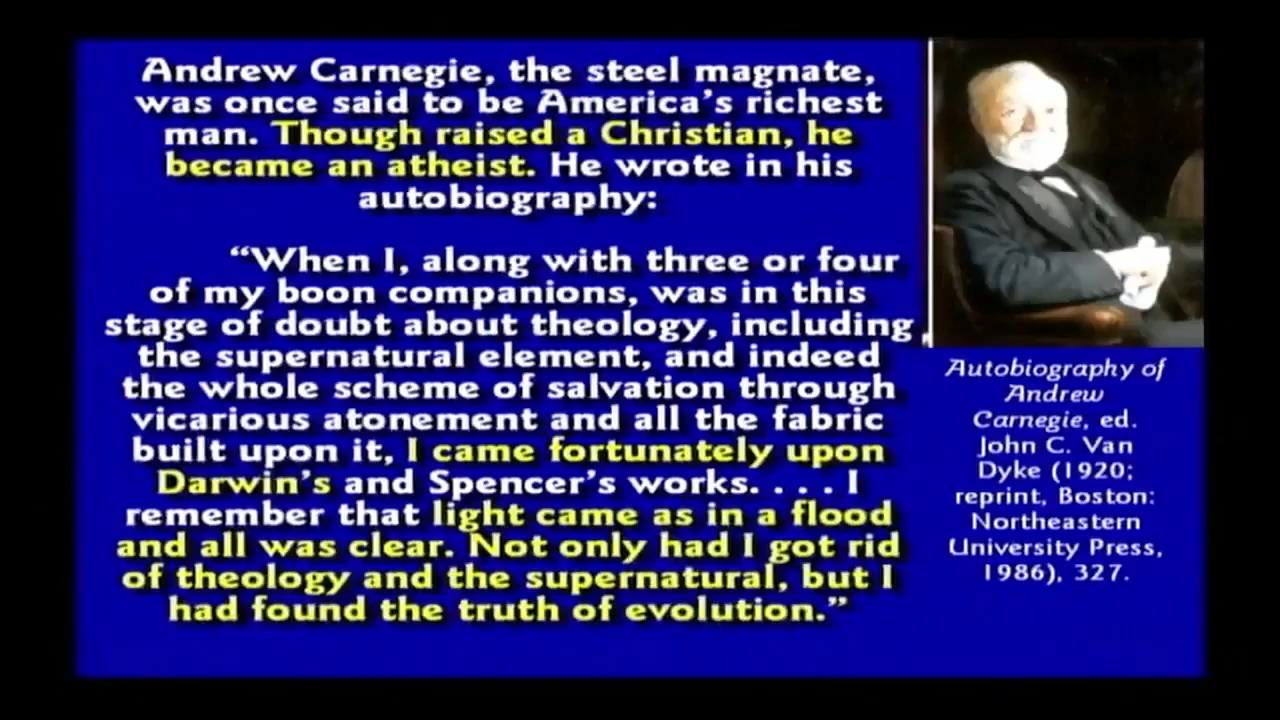 Andrew Carnegie, the steel magnate,
was once said to be America's richest
man. Though raised a Christian, he
became an atheist. He wrote in his
autobiography:
“When I, along with three or four
of my boon companions, was in this
stage of doubt about theology, including
the supernatural element, and indeed
the whole scheme of salvation through
vicarious atonement and all the fabric
built upon it, I came fortunately upon
Darwin's and Spencer's works. . . . I
remember that light came as in a flood
and all was clear. Not only had I got rid
of theology and the supernatural, but I
had found the truth of evolution.”
Autobiography of
Andrew
Carnegie, ed.
John C. Van
Dyke (1920;
reprint, Boston:
Northeastern
University Press,
1986), 327.